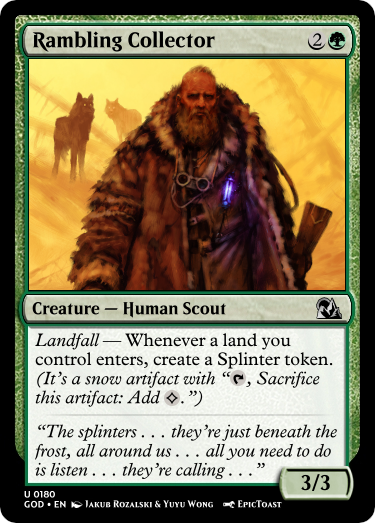 Rambling Collector 2
Creature — Human Scout
Landfall — Whenever a land you
control enters, create a Splinter token.
(It's a snow artifact with “, Sacrifice
this artifact: Add .”)
“The splinters . . . they're just beneath the
frost, all around us . . . all you need to do
is listen . . . they're calling . . .”
3/3
U 0180
GOD • EN Jakub Rozalski & Yuyu Wong EpicToast